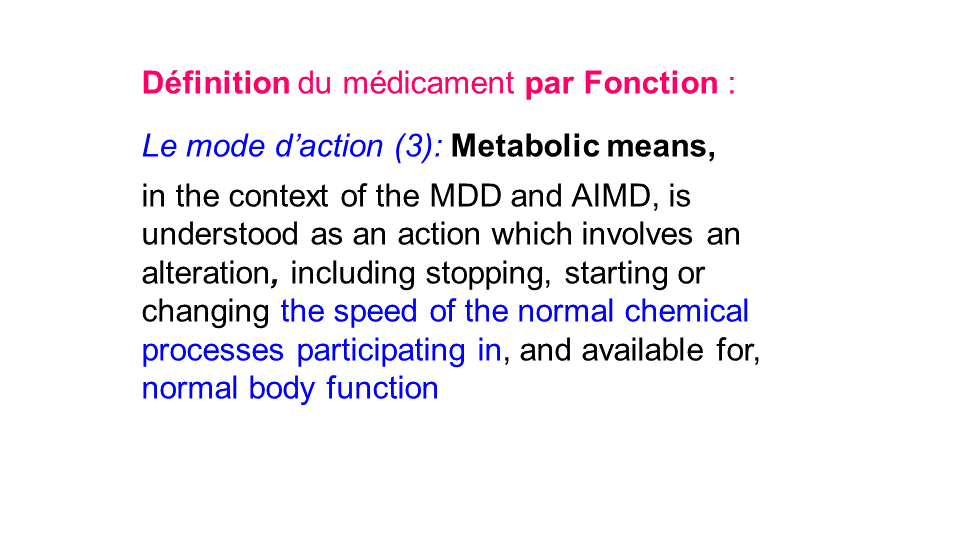 Définition du médicament par Fonction :
Le mode d’action (3): Metabolic means,
in the context of the MDD and AIMD, is
understood as an action which involves an
alteration, including stopping, starting or
changing the speed of the normal chemical
processes participating in, and available for,
normal body function